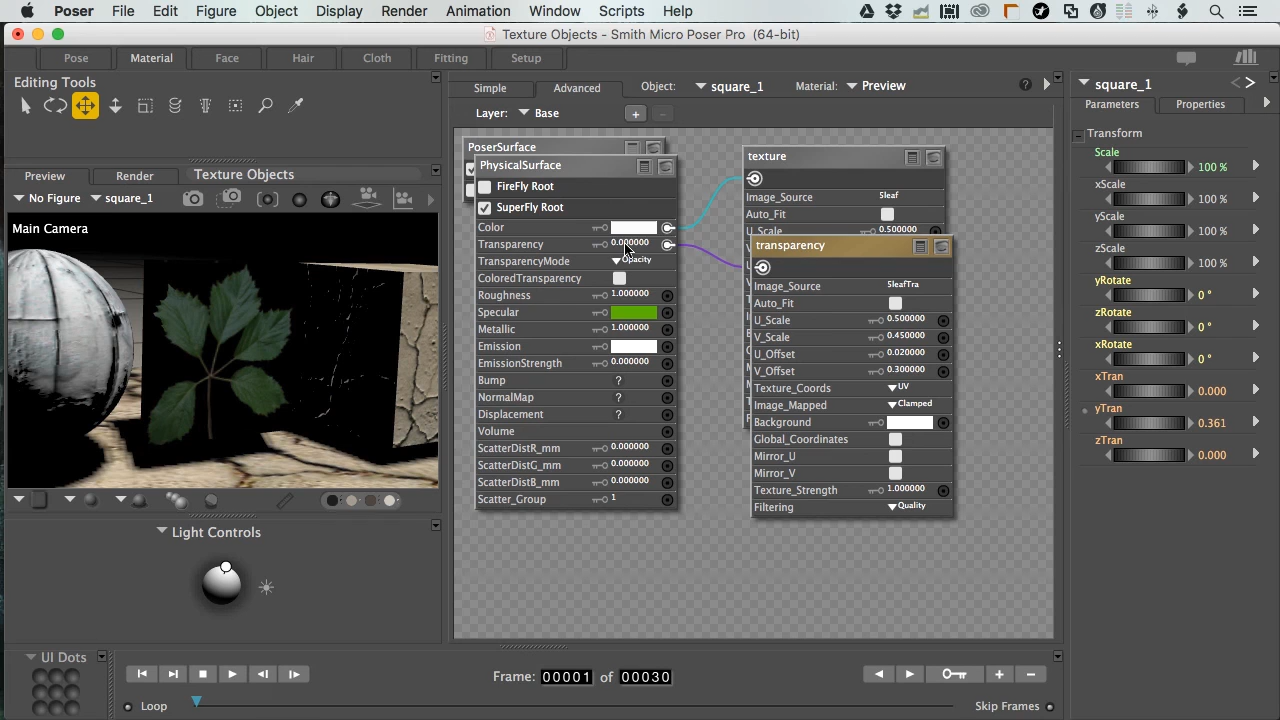 Poser File Edit Figure Object Display Render Animation Window Scripts Help
Texture Objects - Smith Micro Poser Pro (64-bit)
Pose Material Face Hair Cloth Fitting Setup
Editing Tools
Preview Render Texture Objects
No Figure square_1
Main Camera
Light Controls
UI Dots
Simple Advanced Object: square_1 Material: Preview
Layer: Base
PoserSurface
PhysicalSurface
FireFly Root
SuperFly Root
Color
Transparency 0.000000
TransparencyMode Opacity
ColoredTransparency
Roughness 1.000000
Specular
Metallic 1.000000
Emission
EmissionStrength 0.000000
Bump ?
NormalMap ?
Displacement ?
Volume
ScatterDistR_mm 0.000000
ScatterDistG_mm 0.000000
ScatterDistB_mm 0.000000
Scatter_Group 1
texture
Image_Source 5leaf
Auto_Fit
U_Scale 0.500000
transparency
Image_Source 5leafTra
Auto_Fit
U_Scale 0.500000
V_Scale 0.450000
U_Offset 0.020000
V_Offset 0.300000
Texture_Coords UV
Image_Mapped Clamped
Background
Global_Coordinates
Mirror_U
Mirror_V
Texture_Strength 1.000000
Filtering Quality
square_1
Parameters Properties
Transform
Scale
100 %
xScale
100 %
yScale
100 %
zScale
100 %
yRotate
0 °
zRotate
0 °
xRotate
0 °
xTran
0.000
yTran
0.361
zTran
0.000
Frame: 00001 of 00030
Loop
Skip Frames